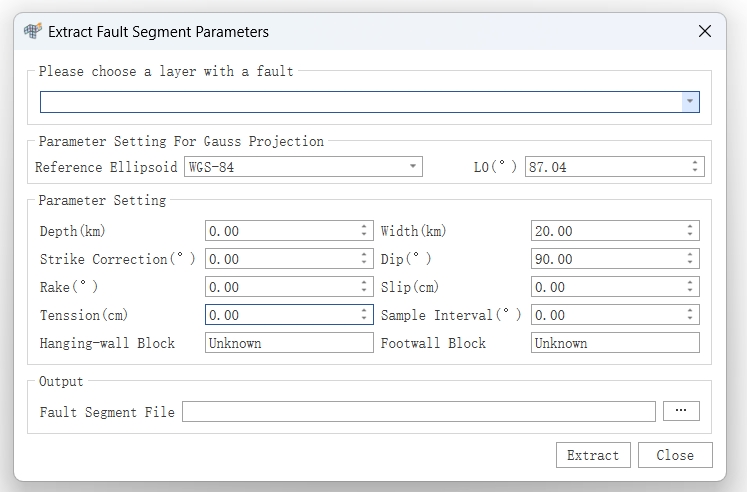 Extract Fault Segment Parameters
Please choose a layer with a fault
Parameter Setting For Gauss Projection
Reference Ellipsoid WGS-84 L0(°) 87.04
Parameter Setting
Depth(km) 0.00 Width(km) 20.00
Strike Correction(°) 0.00 Dip(°) 90.00
Rake(°) 0.00 Slip(cm) 0.00
Tenssion(cm) 0.00 Sample Interval(°) 0.00
Hanging-wall Block Unknown Footwall Block Unknown
Output
Fault Segment File ...
Extract Close